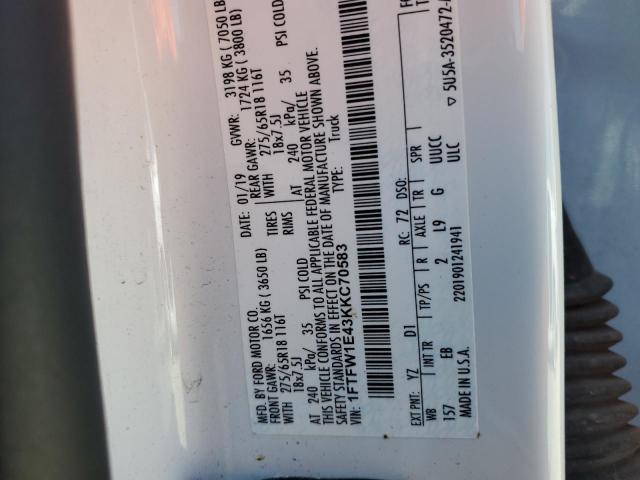 MFD. BY FORD MOTOR CO.
DATE: 01/19 GVWR: 3198 KG ( 7050 LB
FRONT GAWR: 1656 KG ( 3650 LB) REAR GAWR: 1724 KG ( 3800 LB)
WITH 275/65R18 116T TIRES WITH 275/65R18 116T
18x7.5J RIMS 18x7.5J
AT 240 kPa/ 35 PSI COLD AT 240 kPa/ 35 PSI COLD
THIS VEHICLE CONFORMS TO ALL APPLICABLE FEDERAL MOTOR VEHICLE
SAFETY STANDARDS IN EFFECT ON THE DATE OF MANUFACTURE SHOWN ABOVE.
VIN: 1FTFW1E43KKC70583 TYPE: Truck
EXT PNT: YZ D1 RC: 72 DSO:
WB INT TR TP/PS R AXLE TR SPR
157 EB 2 L9 G UUCC
MADE IN U.S.A. 2201901241941 ULC
▽ 5U5A-3520472-